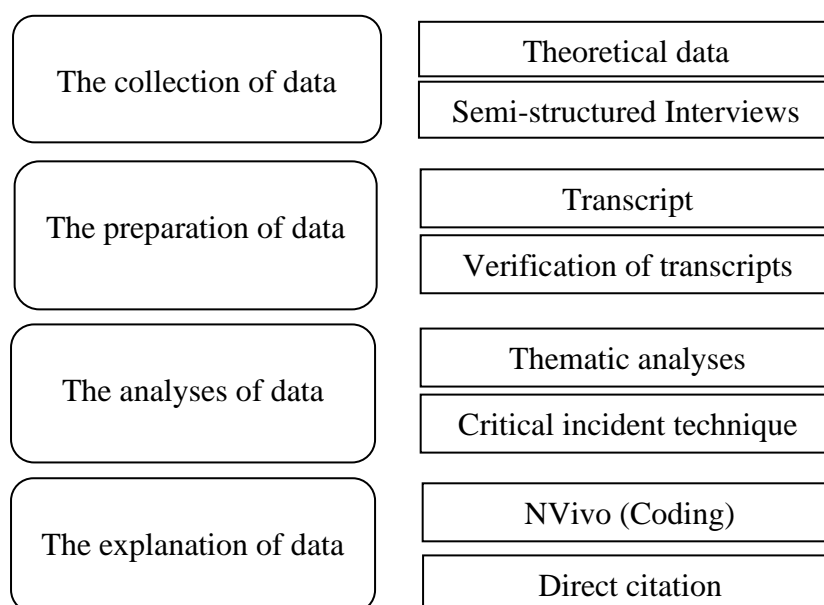 The collection of data
Theoretical data
Semi-structured Interviews
The preparation of data
Transcript
Verification of transcripts
The analyses of data
Thematic analyses
Critical incident technique
The explanation of data
NVivo (Coding)
Direct citation